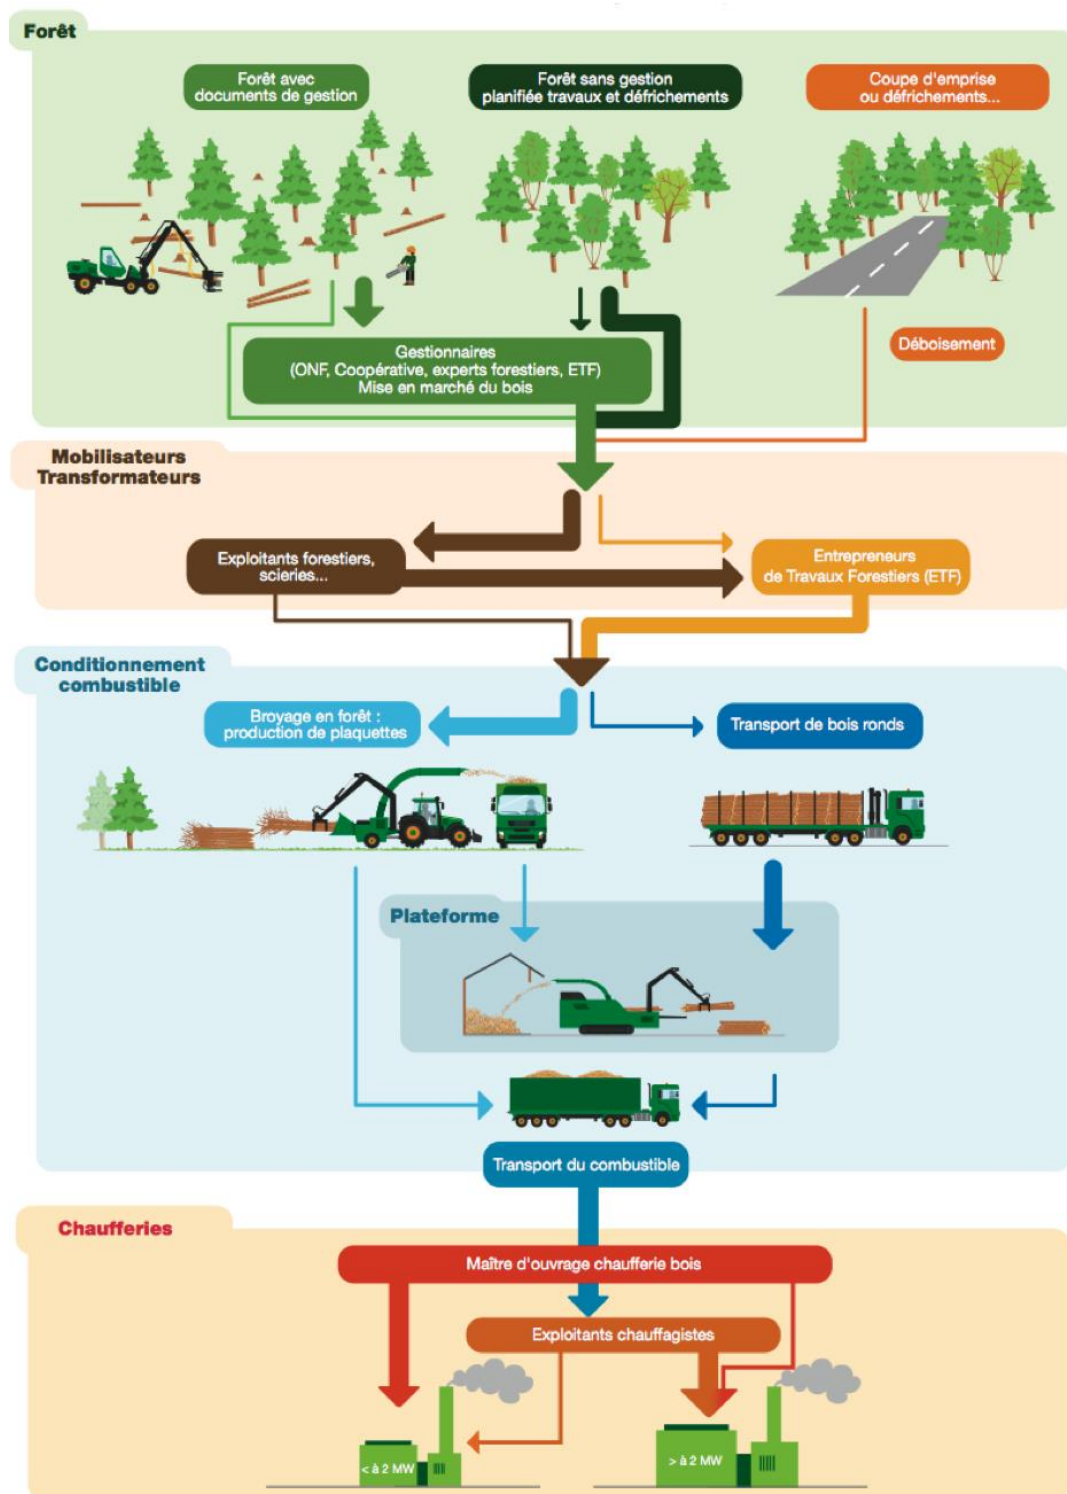 Forêt
Forêt avec
documents de gestion
Forêt sans gestion
planifiée travaux et défrichements
Coupe d'emprise
ou défrichements...
Déboisement
Gestionnaires
(ONF, Coopérative, experts forestiers, ETF)
Mise en marché du bois
Mobilisateurs
Transformateurs
Exploitants forestiers,
scieries...
Entrepreneurs
de Travaux Forestiers (ETF)
Conditionnement
combustible
Broyage en forêt :
production de plaquettes
Transport de bois ronds
Plateforme
Transport du combustible
Chaufferies
Maître d'ouvrage chaufferie bois
Exploitants chauffagistes
< à 2 MW
> à 2 MW